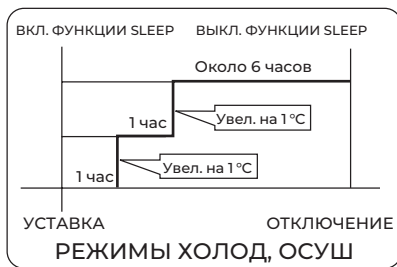 ВКЛ. ФУНКЦИИ SLEEP ВЫКЛ. ФУНКЦИИ SLEEP
Около 6 часов
1 час
Увел. на 1 °C
1 час
Увел. на 1 °C
УСТАВКА ОТКЛЮЧЕНИЕ
РЕЖИМЫ ХОЛОД, ОСУШ